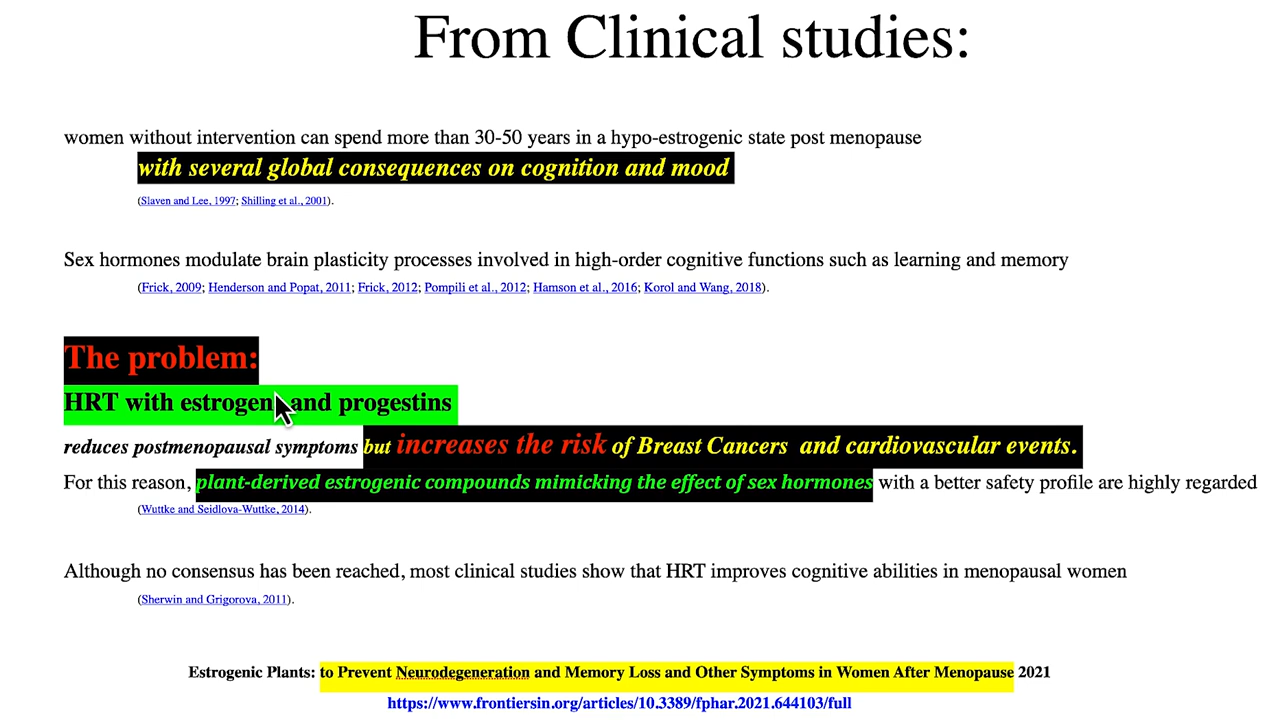 From Clinical studies:
women without intervention can spend more than 30-50 years in a hypo-estrogenic state post menopause
with several global consequences on cognition and mood
(Slaven and Lee, 1997; Shilling et al., 2001).
Sex hormones modulate brain plasticity processes involved in high-order cognitive functions such as learning and memory
(Frick, 2009; Henderson and Popat, 2011; Frick, 2012; Pompili et al., 2012; Hamson et al., 2016; Korol and Wang, 2018).
The problem:
HRT with estrogen and progestins
reduces postmenopausal symptoms but increases the risk of Breast Cancers and cardiovascular events.
For this reason, plant-derived estrogenic compounds mimicking the effect of sex hormones with a better safety profile are highly regarded
(Wuttke and Seidlova-Wuttke, 2014).
Although no consensus has been reached, most clinical studies show that HRT improves cognitive abilities in menopausal women
(Sherwin and Grigorova, 2011).
Estrogenic Plants: to Prevent Neurodegeneration and Memory Loss and Other Symptoms in Women After Menopause 2021
https://www.frontiersin.org/articles/10.3389/fphar.2021.644103/full